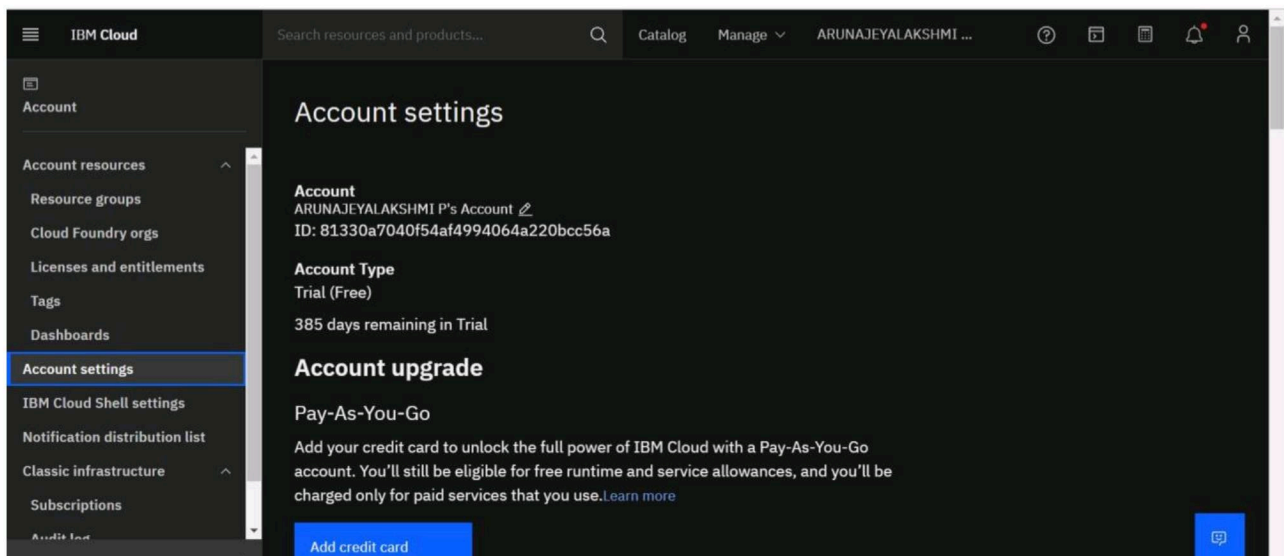 IBM Cloud
Search resources and products...
Catalog
Manage
ARUNAJEYALAKSHMI ...
Account
Account resources
Resource groups
Cloud Foundry orgs
Licenses and entitlements
Tags
Dashboards
Account settings
IBM Cloud Shell settings
Notification distribution list
Classic infrastructure
Subscriptions
Audit log
Account settings
Account
ARUNAJEYALAKSHMI P's Account
ID: 81330a7040f54af4994064a220bcc56a
Account Type
Trial (Free)
385 days remaining in Trial
Account upgrade
Pay-As-You-Go
Add your credit card to unlock the full power of IBM Cloud with a Pay-As-You-Go
account. You’ll still be eligible for free runtime and service allowances, and you’ll be
charged only for paid services that you use.Learn more
Add credit card